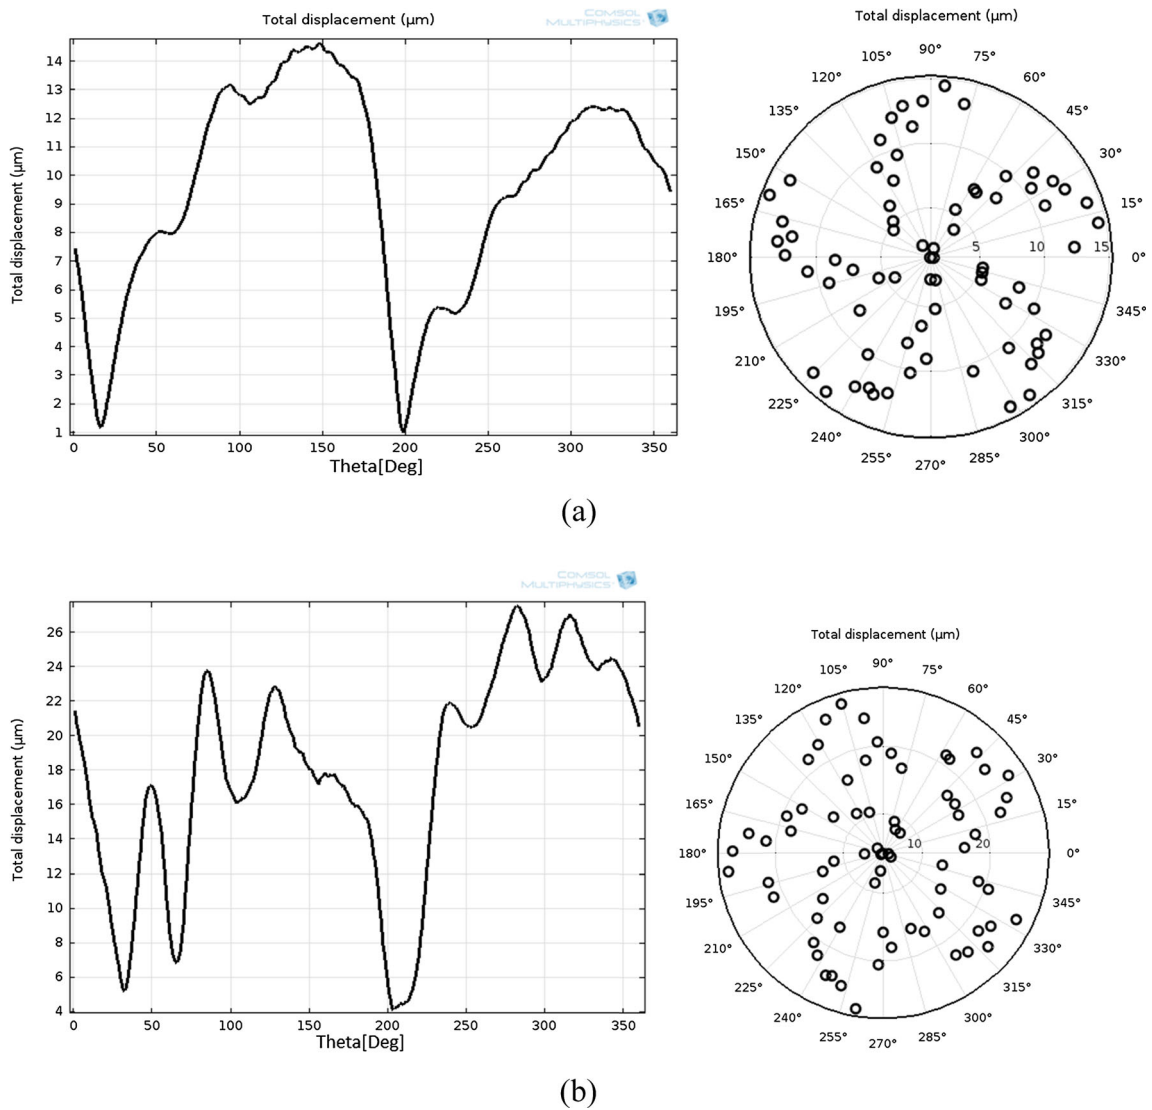 Total displacement (μm)
COMSOL
MULTIPHYSICS
Total displacement (μm)
14
13
12
11
10
9
8
7
6
5
4
3
2
1
0 50 100 150 200 250 300 350
Theta[Deg]
Total displacement (μm)
90°
105° 75°
120° 60°
135° 45°
150° 30°
165° 15°
180° 5 10 15 0°
195° 345°
210° 330°
225° 315°
240° 300°
255° 285°
270°
(a)
COMSOL
MULTIPHYSICS
Total displacement (μm)
26
24
22
20
18
16
14
12
10
8
6
4
0 50 100 150 200 250 300 350
Theta[Deg]
Total displacement (μm)
90°
105° 75°
120° 60°
135° 45°
150° 30°
165° 15°
180° 10 20 0°
195° 345°
210° 330°
225° 315°
240° 300°
255° 285°
270°
(b)